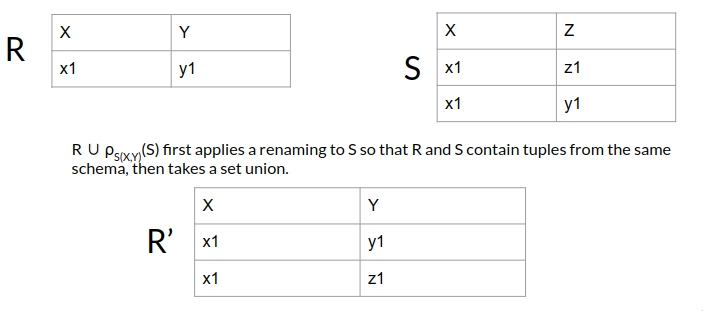 R
X Y
x1 y1
S
X Z
x1 z1
x1 y1
R ∪ ρS(X,Y)(S) first applies a renaming to S so that R and S contain tuples from the same
schema, then takes a set union.
R’
X Y
x1 y1
x1 z1